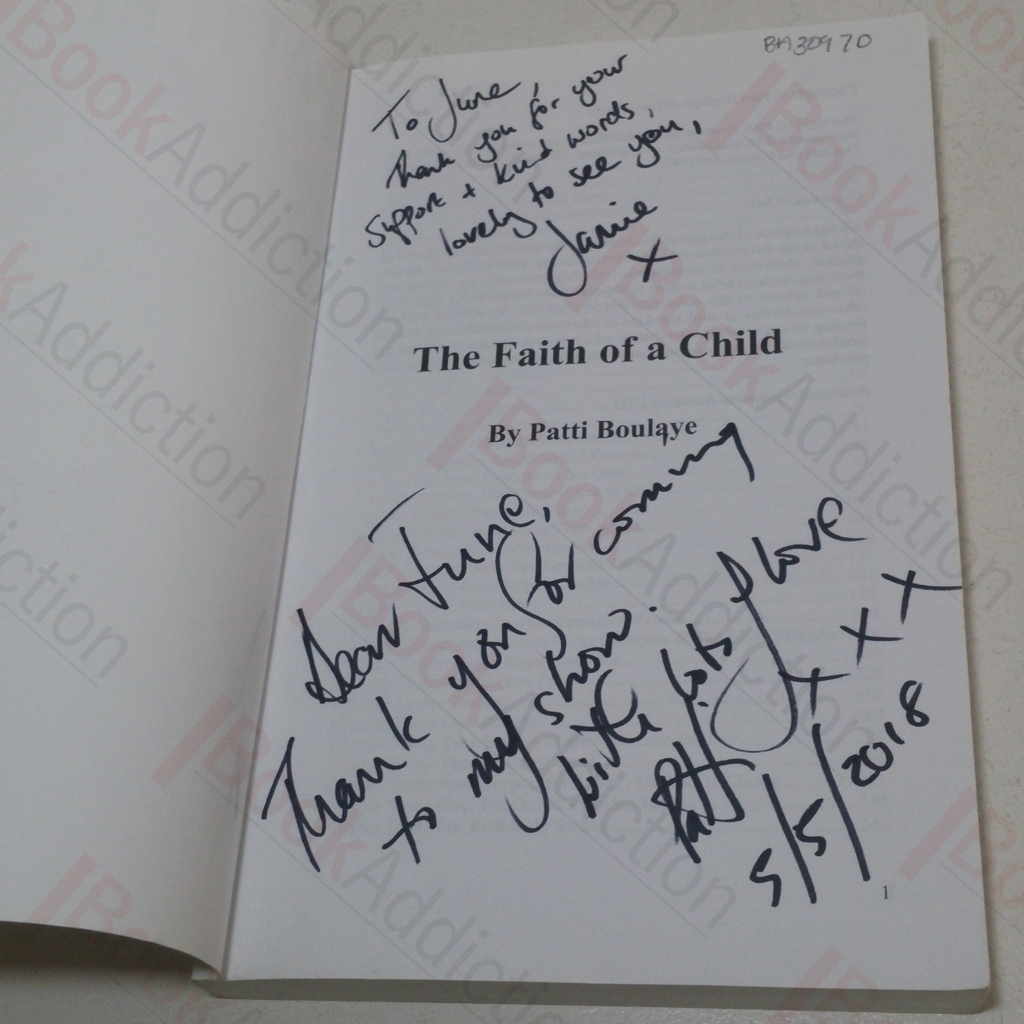 BA30970
To June,
Thank you for your
support + kind words,
lovely to see you,
Janie
x
The Faith of a Child
By Patti Boulaye
Dear June,
Thank you for coming
to my show.
With lots of love
Patti x x x
5/5/2018
1